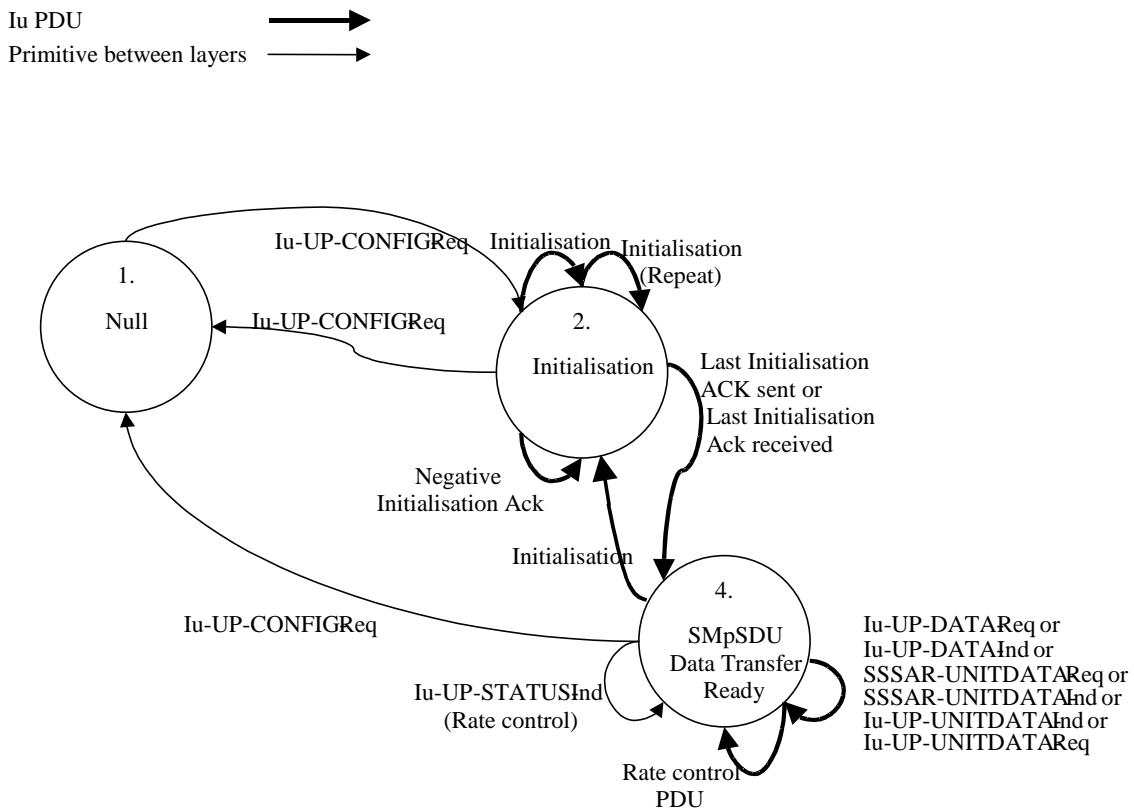 Iu PDU
Primitive between layers
Iu-UP-CONFIG-Req
Initialisation
Initialisation
(Repeat)
1.
Null
Iu-UP-CONFIG-Req
2.
Initialisation
Last Initialisation
ACK sent or
Last Initialisation
Ack received
Negative
Initialisation Ack
Initialisation
4.
SMpSDU
Data Transfer
Ready
Iu-UP-CONFIG-Req
Iu-UP-STATUS-Ind
(Rate control)
Iu-UP-DATA-Req or
Iu-UP-DATA-Ind or
SSSAR-UNITDATA-Req or
SSSAR-UNITDATA-Ind or
Iu-UP-UNITDATA-Ind or
Iu-UP-UNITDATA-Req
Rate control
PDU